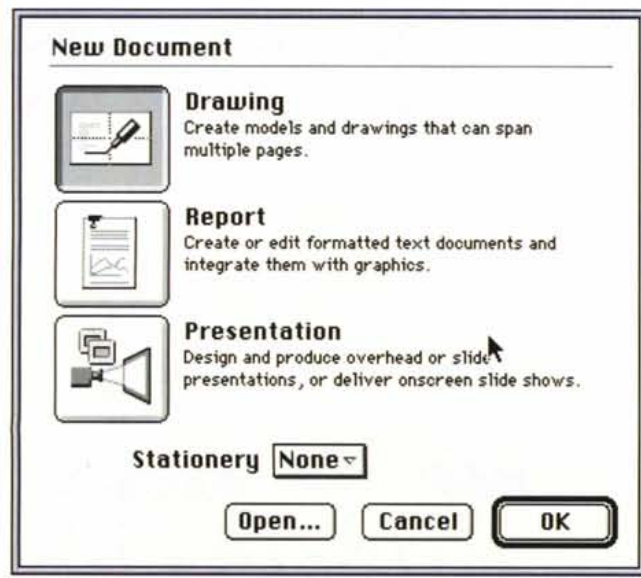 New Document
Drawing
Create models and drawings that can span
multiple pages.
Report
Create or edit formatted text documents and
integrate them with graphics.
Presentation
Design and produce overhead or slide
presentations, or deliver onscreen slide shows.
Stationery None
Open... Cancel OK